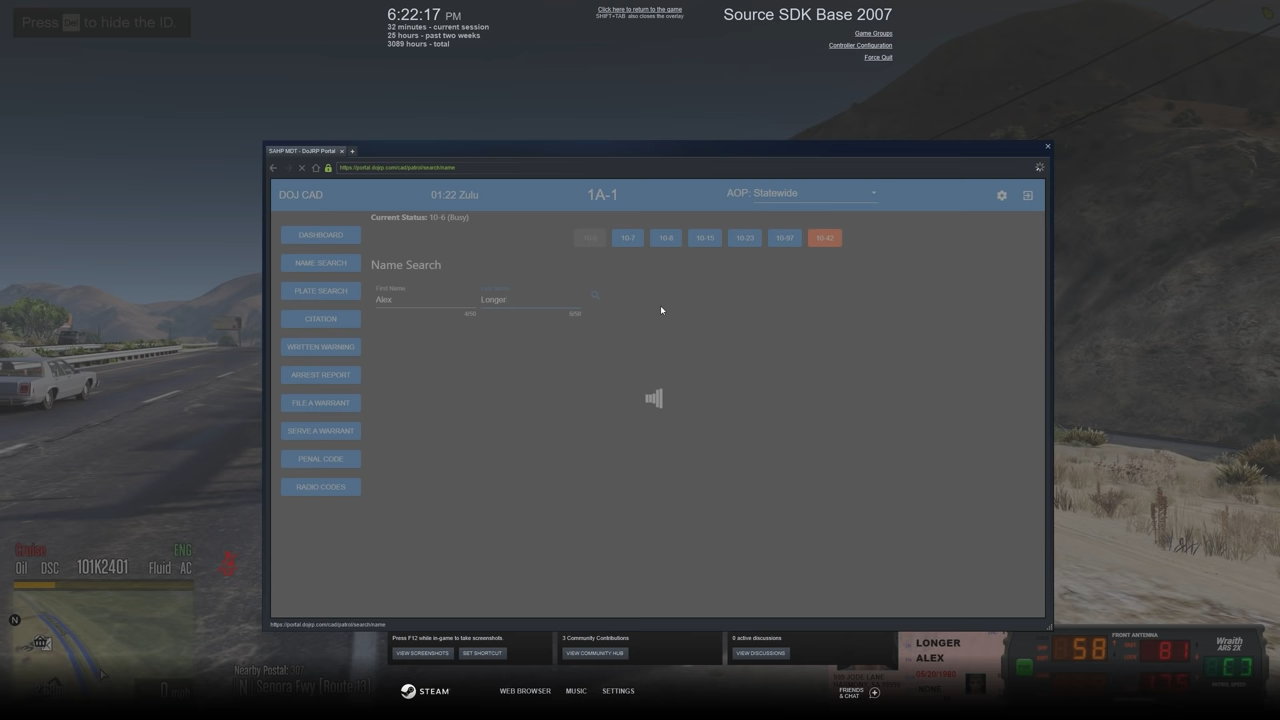 Press Del to hide the ID.
6:22:17 PM
32 minutes - current session
25 hours - past two weeks
3089 hours - total
Click here to return to the game
SHIFT+TAB also closes the overlay
Source SDK Base 2007
Game Groups
Controller Configuration
Force Quit
SAHP MDT - DoJRP Portal
https://portal.dojrp.com/cad/patrol/search/name
DOJ CAD
01:22 Zulu
1A-1
AOP: Statewide
Current Status: 10-6 (Busy)
10-7
10-8
10-15
10-23
10-97
10-42
DASHBOARD
NAME SEARCH
PLATE SEARCH
CITATION
WRITTEN WARNING
ARREST REPORT
FILE A WARRANT
SERVE A WARRANT
PENAL CODE
RADIO CODES
Name Search
First Name
Alex
4/50
Last Name
Longer
6/50
https://portal.dojrp.com/cad/patrol/search/name
Cruise
ENG
Oil DSC 101K2401 Fluid AC
N
Nearby Postal: 307
N Senora Fwy [Route 13]
0 mph
Press F12 while in-game to take screenshots.
VIEW SCREENSHOTS
SET SHORTCUT
3 Community Contributions
VIEW COMMUNITY HUB
0 active discussions
VIEW DISCUSSIONS
STEAM
WEB BROWSER
MUSIC
SETTINGS
FRIENDS
& CHAT
LONGER
ALEX
NONE
FRONT ANTENNA
58
81
Wraith
ARS 2X